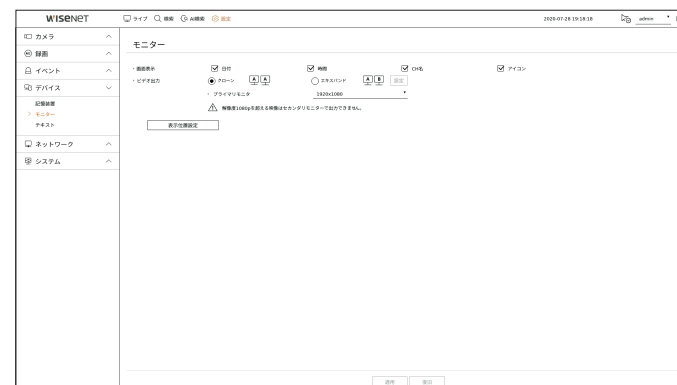 WISENET
ライブ 検索 AI検索 設定 2020-07-28 19:18:18 admin
カメラ
録画
イベント
デバイス
記憶装置
モニター
テキスト
ネットワーク
システム
モニター
・画面表示 日付 時間 CH名 アイコン
・ビデオ出力 クローン A A エキスパンド A B 設定
・プライマリモニタ 1920x1080
解像度1080pを超える映像はセカンダリモニターで出力できません。
表示位置設定
適用 復旧